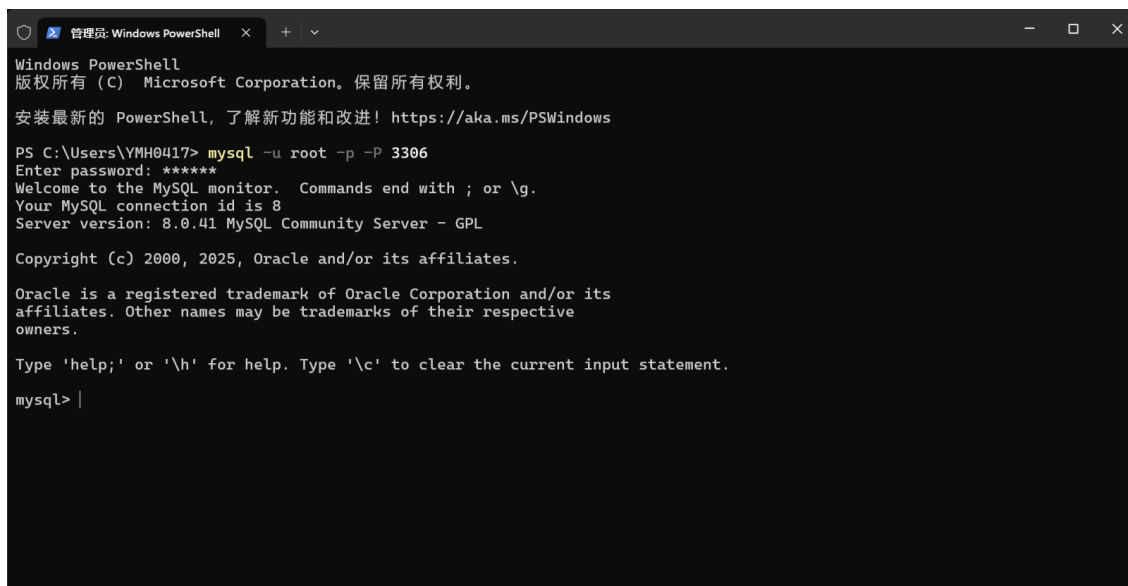 管理员: Windows PowerShell
Windows PowerShell
版权所有 (C)  Microsoft Corporation。保留所有权利。
安装最新的 PowerShell，了解新功能和改进！https://aka.ms/PSWindows
PS C:\Users\YMH0417> mysql -u root -p -P 3306
Enter password: ******
Welcome to the MySQL monitor.  Commands end with ; or \g.
Your MySQL connection id is 8
Server version: 8.0.41 MySQL Community Server - GPL
Copyright (c) 2000, 2025, Oracle and/or its affiliates.
Oracle is a registered trademark of Oracle Corporation and/or its
affiliates. Other names may be trademarks of their respective
owners.
Type 'help;' or '\h' for help. Type '\c' to clear the current input statement.
mysql>